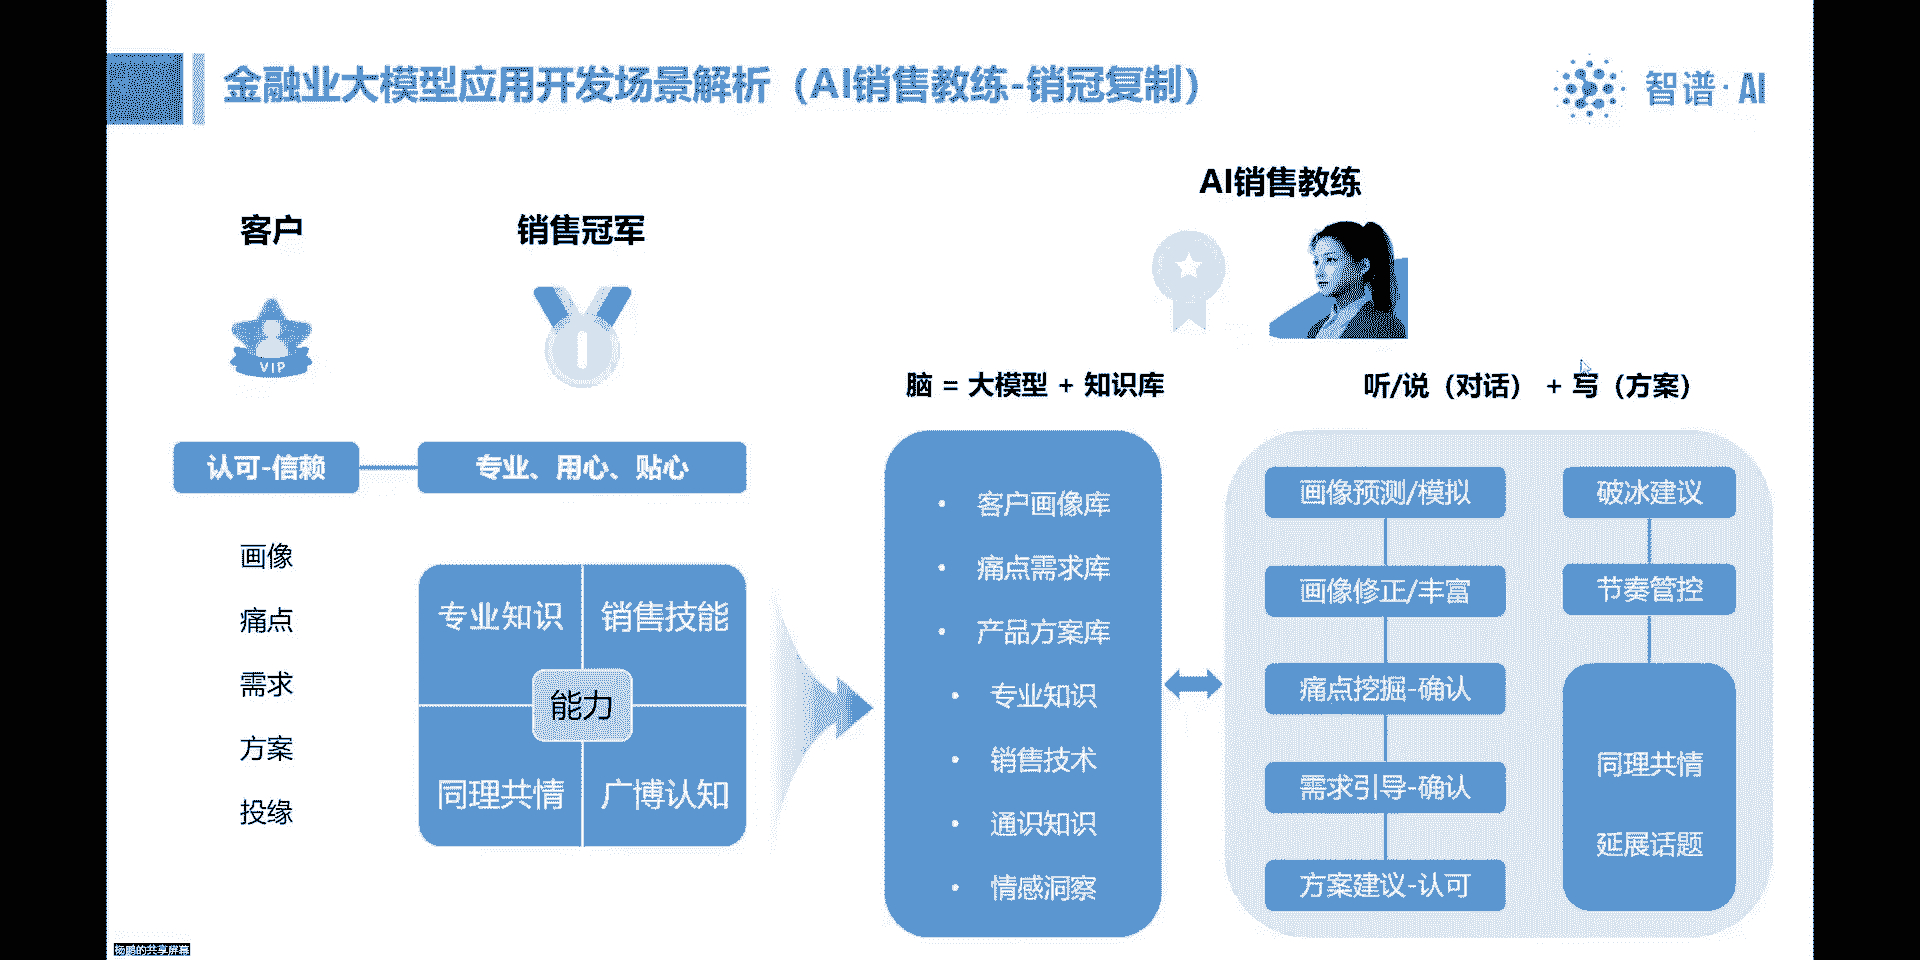 金融业大模型应用开发场景解析（AI销售教练-销冠复制）
智谱·AI
客户
VIP
认可-信赖
画像
痛点
需求
方案
投缘
销售冠军
专业、用心、贴心
专业知识
销售技能
能力
同理共情
广博认知
AI销售教练
脑 = 大模型 + 知识库
• 客户画像库
• 痛点需求库
• 产品方案库
• 专业知识
• 销售技术
• 通识知识
• 情感洞察
听/说（对话） + 写（方案）
画像预测/模拟
画像修正/丰富
痛点挖掘-确认
需求引导-确认
方案建议-认可
破冰建议
节奏管控
同理共情
延展话题
杨鹏的共享屏幕